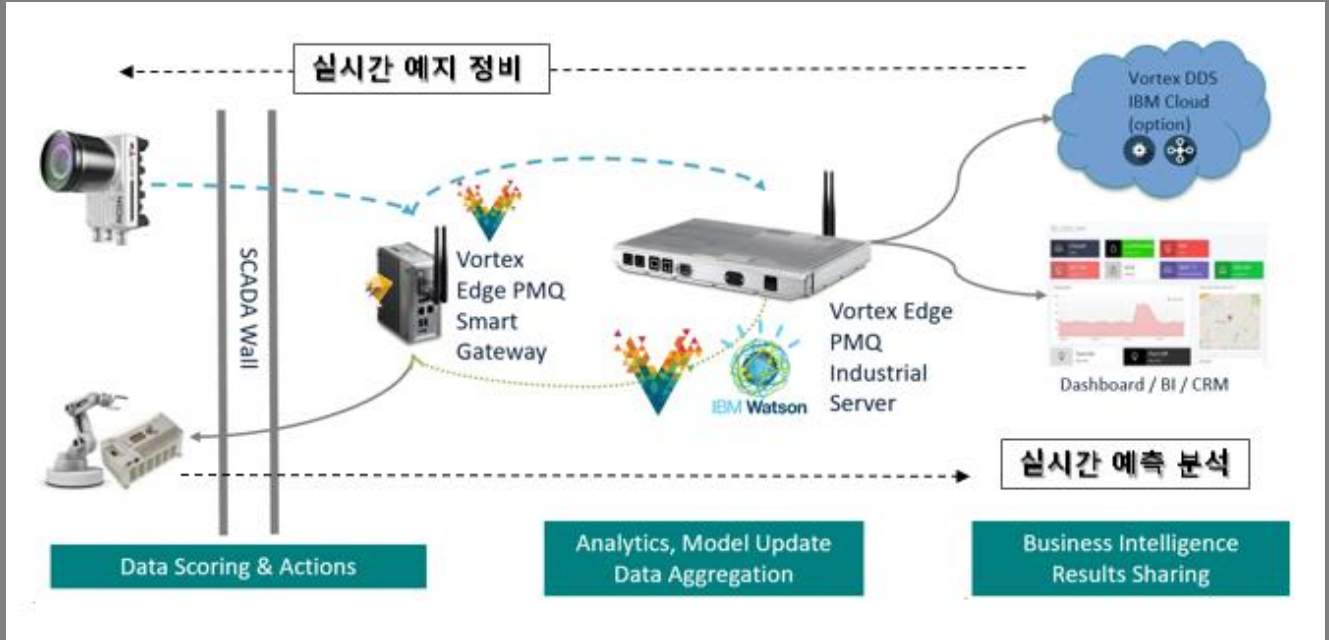 실시간 예지 정비
Vortex DDS
IBM Cloud
(option)
SCADA Wall
Vortex
Edge PMQ
Smart
Gateway
Vortex Edge
PMQ
Industrial
Server
IBM Watson
Dashboard / BI / CRM
실시간 예측 분석
Data Scoring & Actions
Analytics, Model Update
Data Aggregation
Business Intelligence
Results Sharing